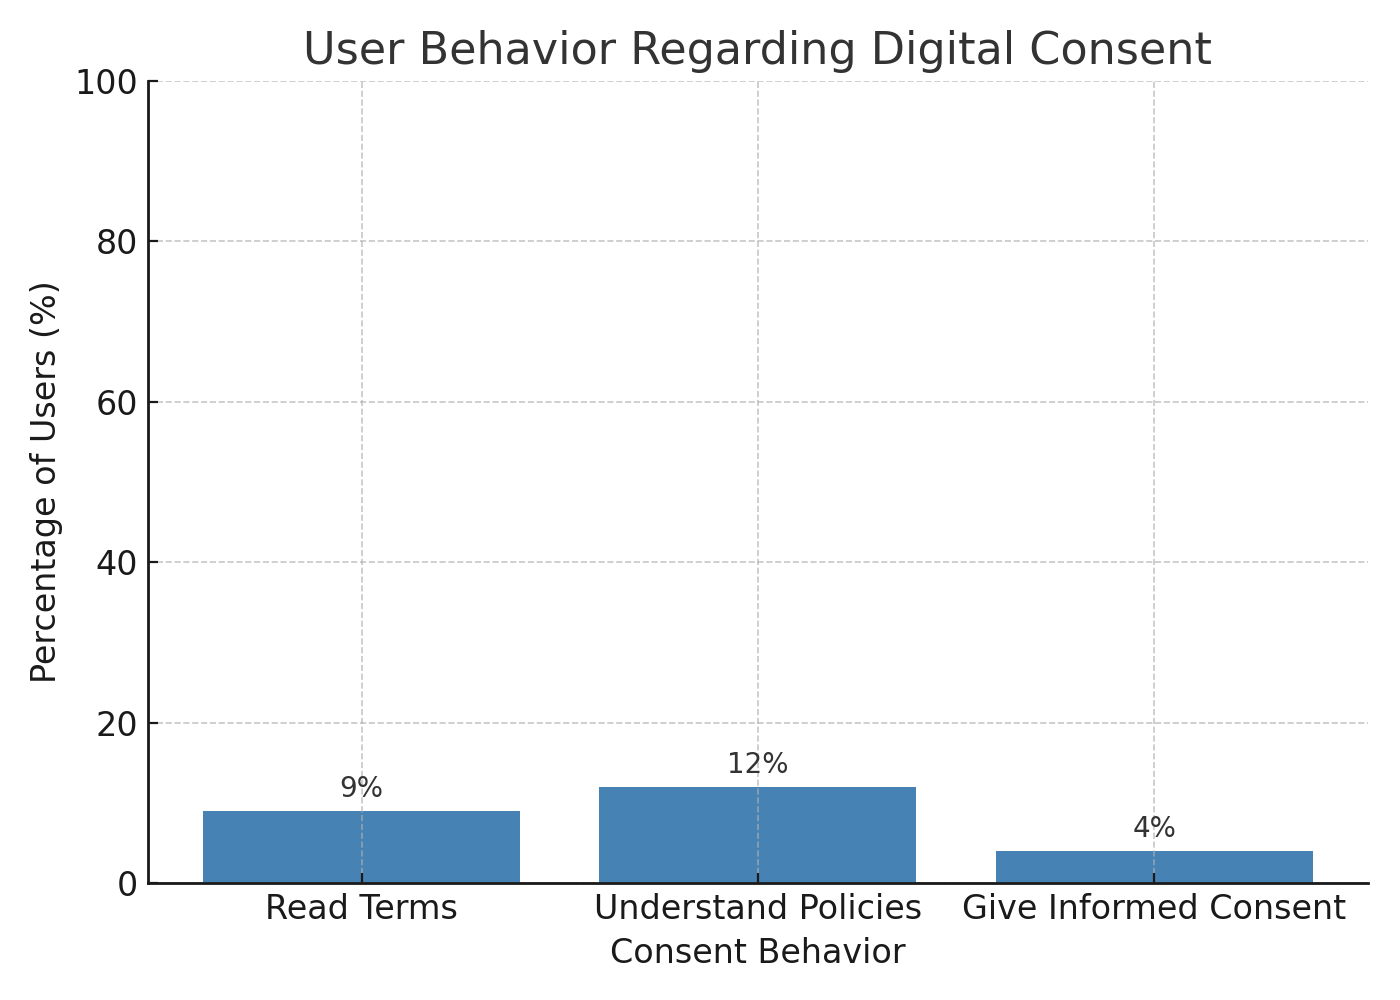 User Behavior Regarding Digital Consent
Percentage of Users (%)
100
80
60
40
20
0
9%
12%
4%
Read Terms
Understand Policies
Give Informed Consent
Consent Behavior